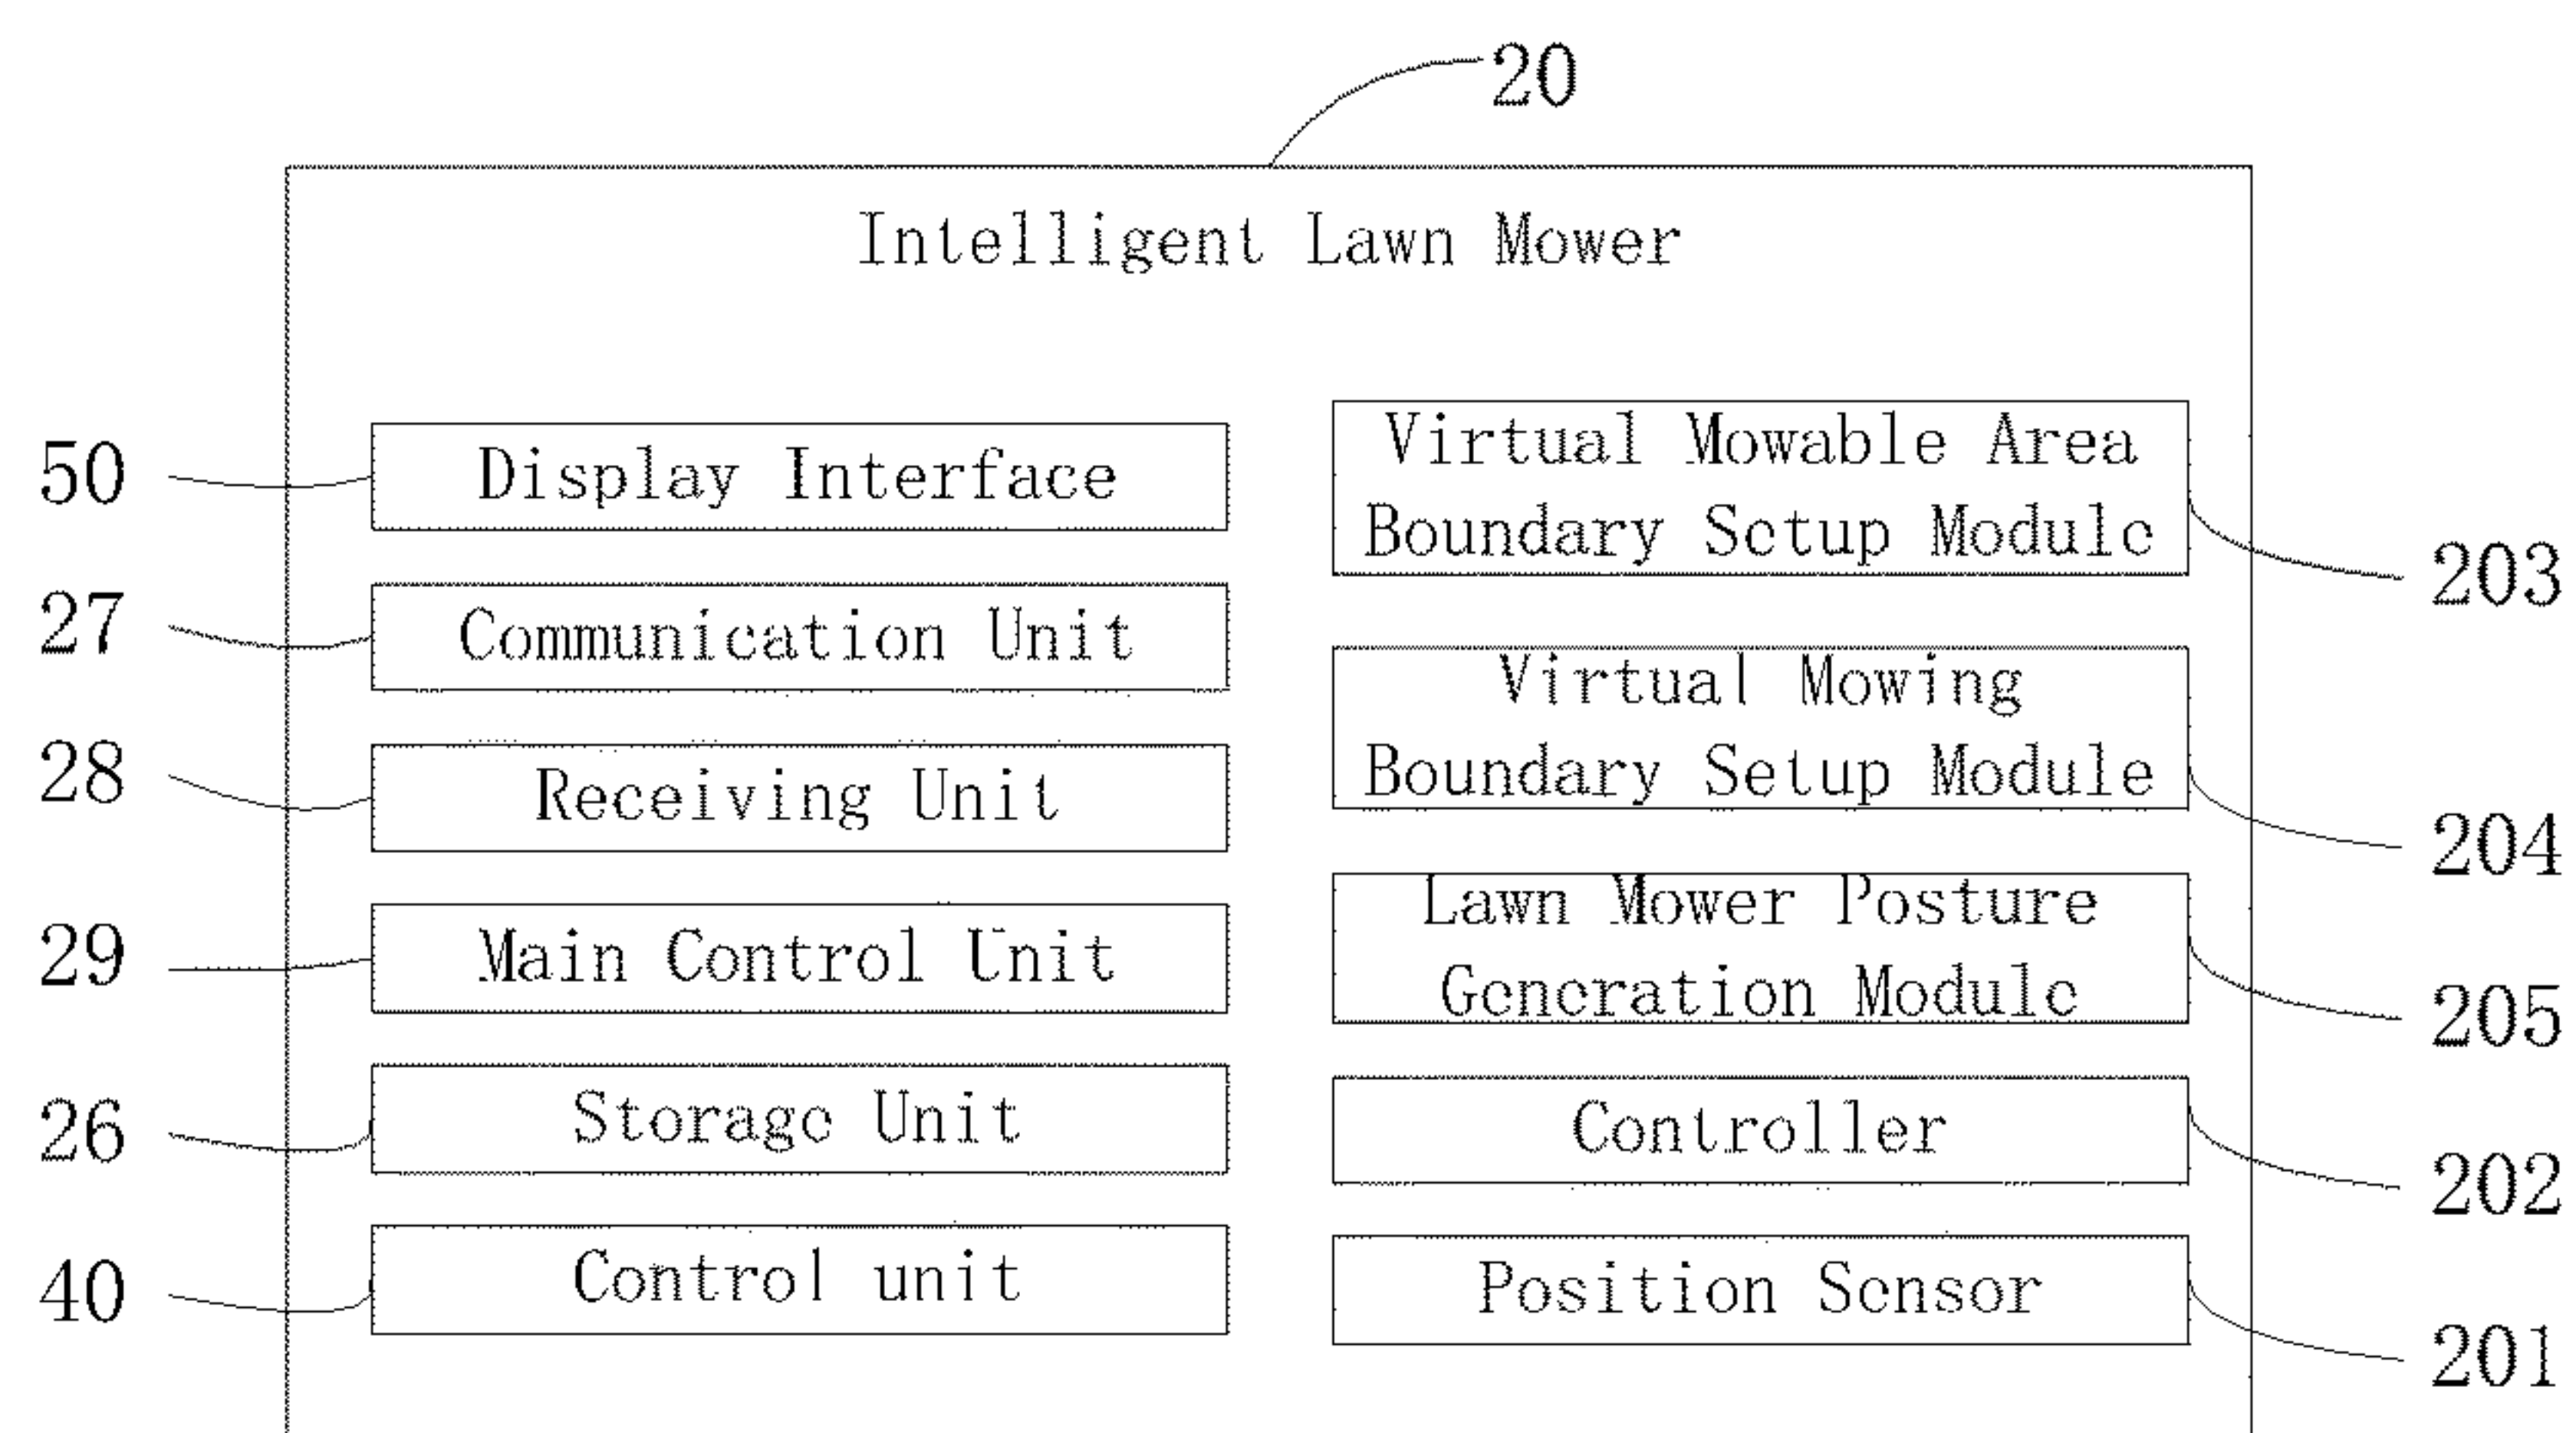 20
Intelligent Lawn Mower
50
Display Interface
27
Communication Unit
28
Receiving Unit
29
Main Control Unit
26
Storage Unit
40
Control unit
Virtual Mowable Area
Boundary Setup Module
203
Virtual Mowing
Boundary Setup Module
204
Lawn Mower Posture
Generation Module
205
Controller
202
Position Sensor
201